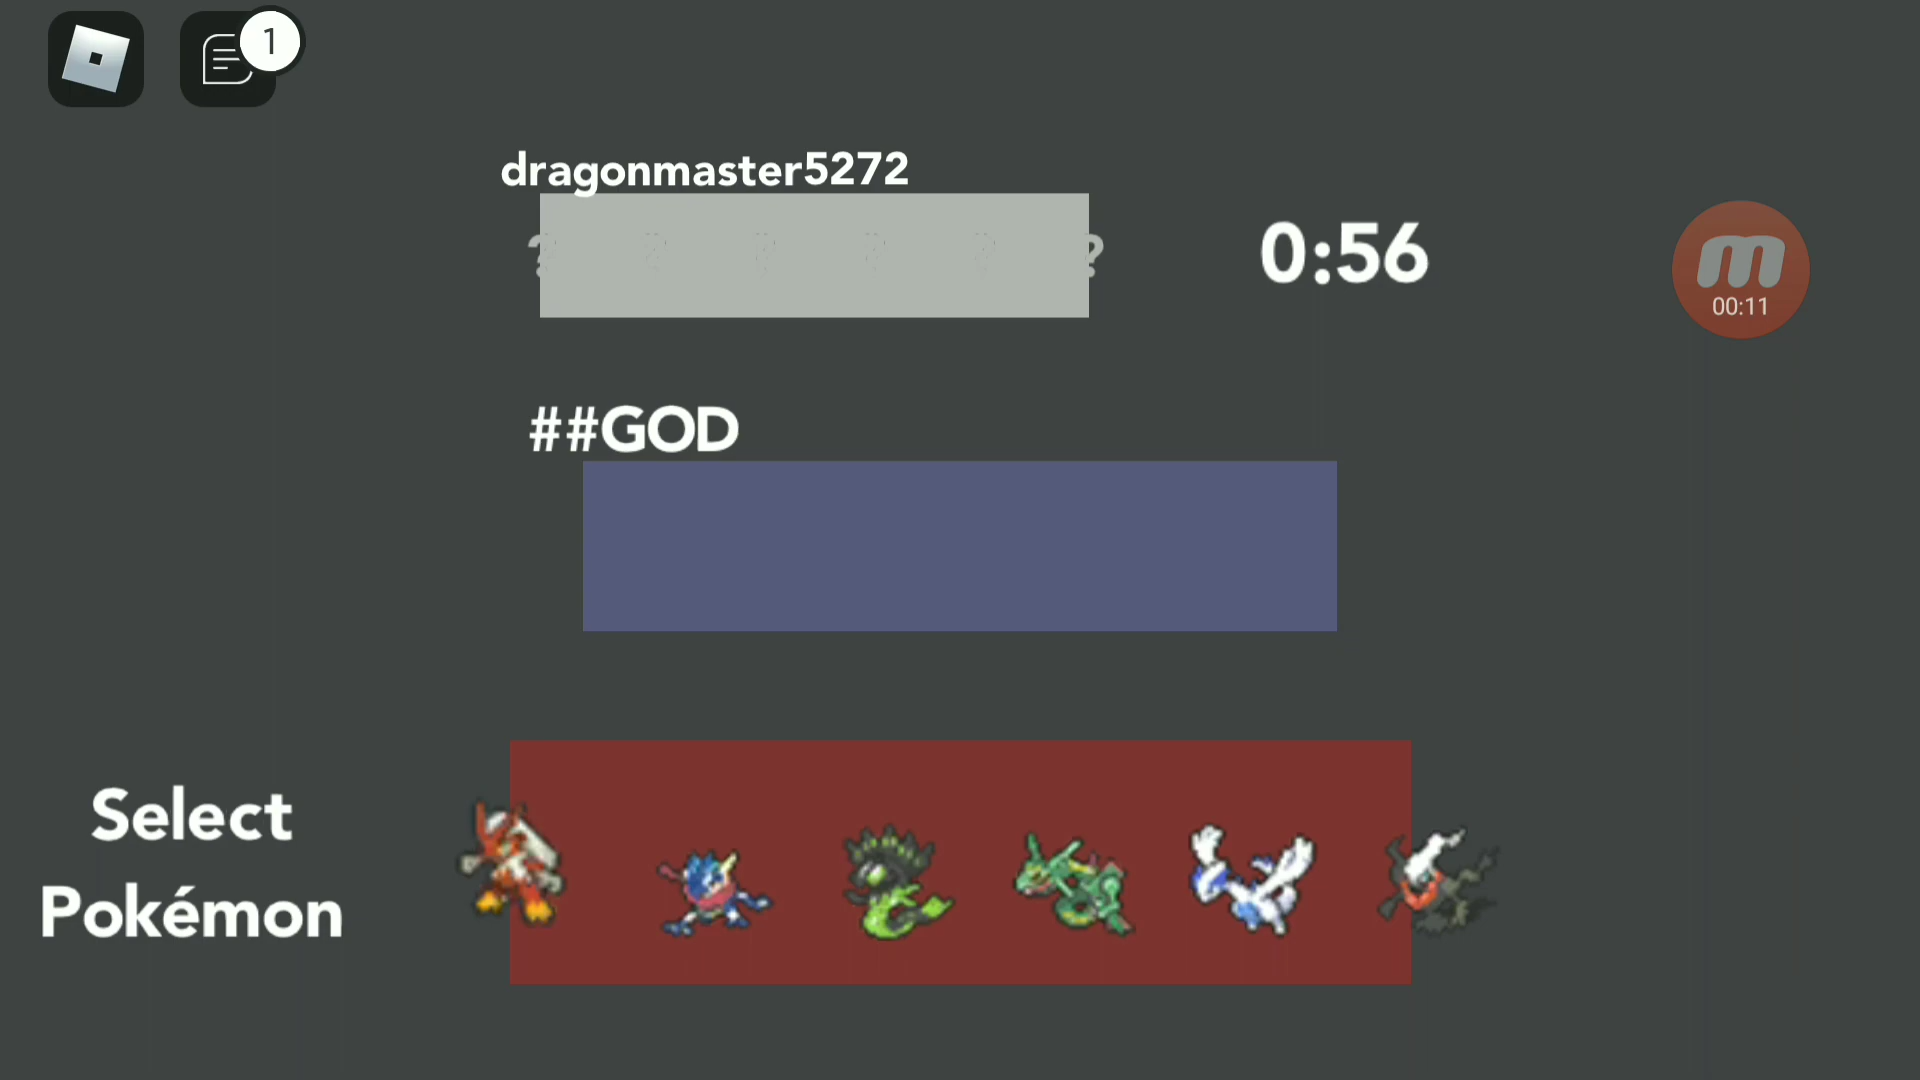 1
dragonmaster5272
? ? ? ? ? ?
0:56
00:11
##GOD
Select
Pokémon